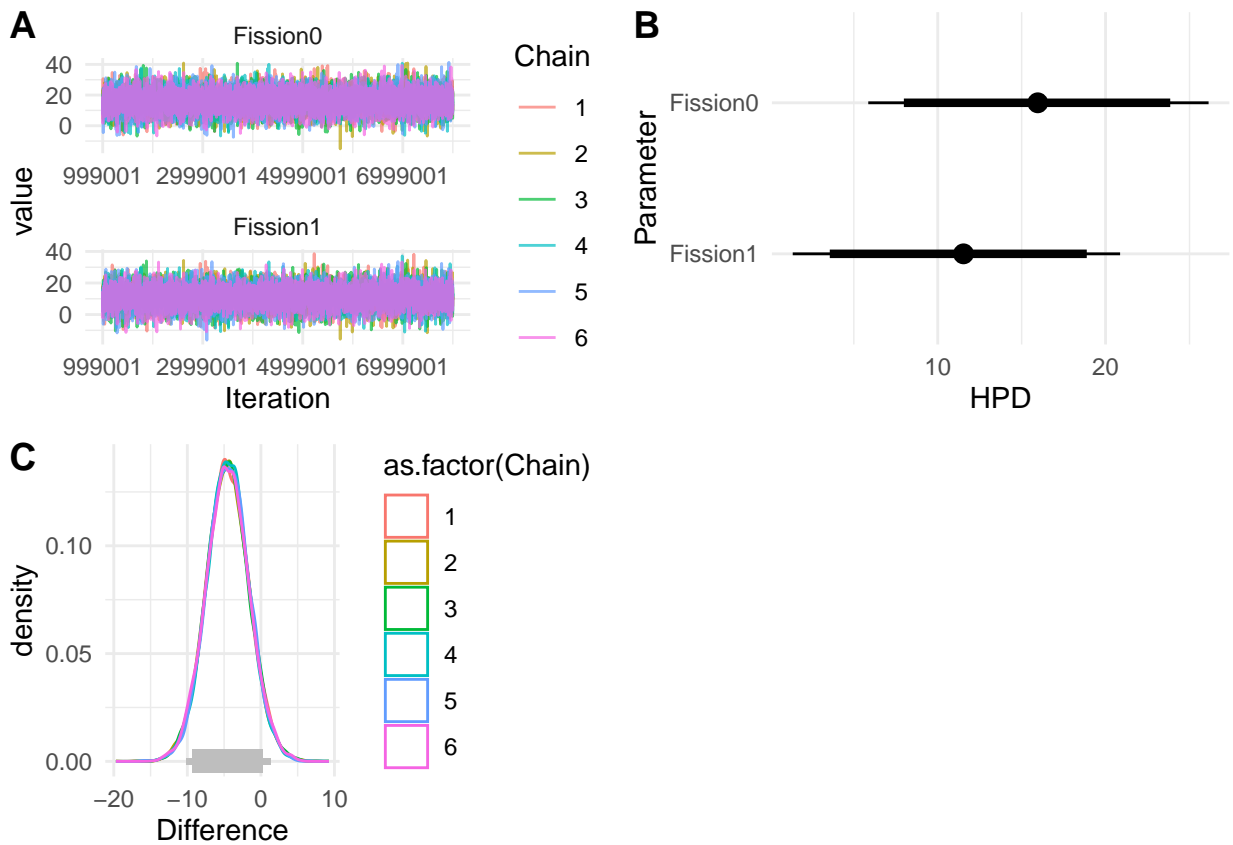 A
Fission0
40
20
0
999001 2999001 4999001 6999001
Fission1
40
20
0
999001 2999001 4999001 6999001
Iteration
value
Chain
1
2
3
4
5
6
B
Fission0
Fission1
Parameter
10 20
HPD
C
0.10
0.05
0.00
density
−20 −10 0 10
Difference
as.factor(Chain)
1
2
3
4
5
6